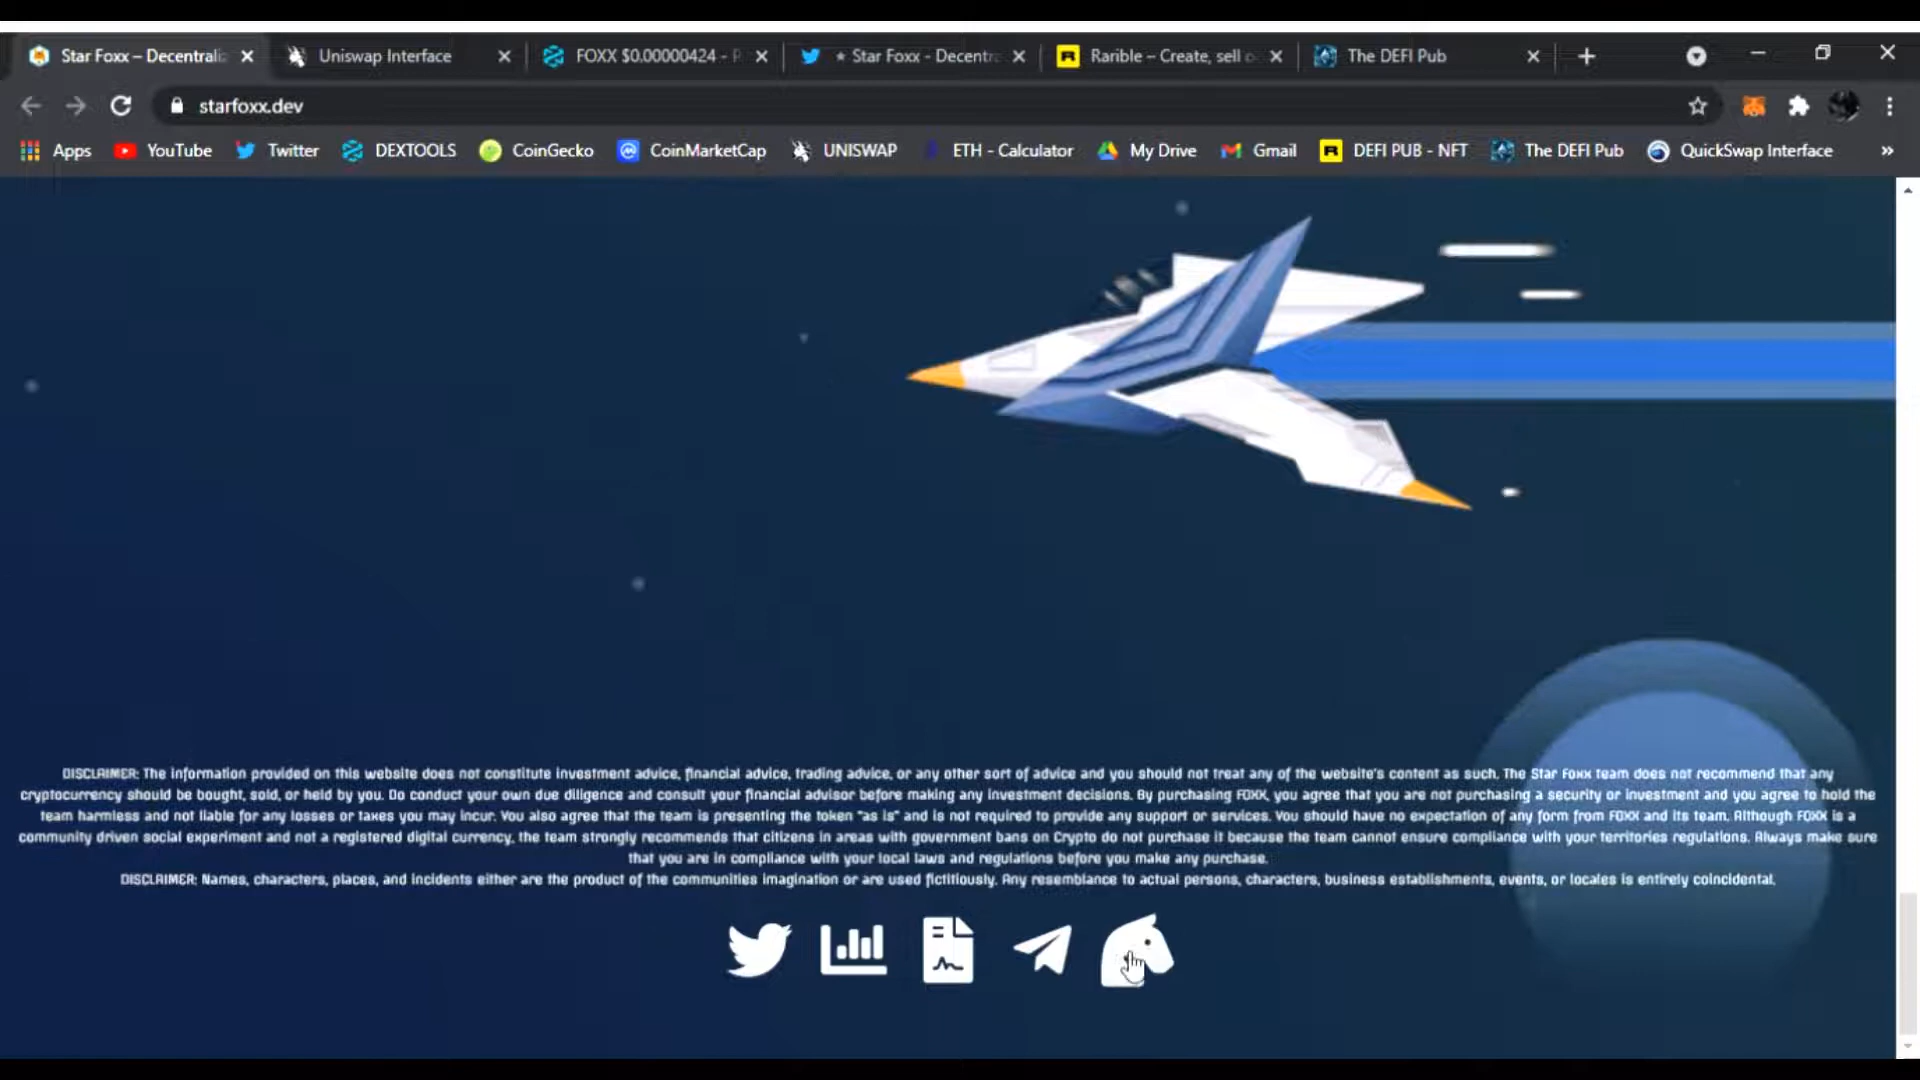 Star Foxx – Decentrali
Uniswap Interface
FOXX $0.00000424 - P
★ Star Foxx - Decentr
Rarible – Create, sell o
The DEFI Pub
starfoxx.dev
Apps
YouTube
Twitter
DEXTOOLS
CoinGecko
CoinMarketCap
UNISWAP
ETH - Calculator
My Drive
Gmail
DEFI PUB - NFT
The DEFI Pub
QuickSwap Interface
»
DISCLAIMER: The information provided on this website does not constitute investment advice, financial advice, trading advice, or any other sort of advice and you should not treat any of the website's content as such. The Star Foxx team does not recommend that any
cryptocurrency should be bought, sold, or held by you. Do conduct your own due diligence and consult your financial advisor before making any investment decisions. By purchasing FOXX, you agree that you are not purchasing a security or investment and you agree to hold the
team harmless and not liable for any losses or taxes you may incur. You also agree that the team is presenting the token "as is" and is not required to provide any support or services. You should have no expectation of any form from FOXX and its team. Although FOXX is a
community driven social experiment and not a registered digital currency, the team strongly recommends that citizens in areas with government bans on Crypto do not purchase it because the team cannot ensure compliance with your territories regulations. Always make sure
that you are in compliance with your local laws and regulations before you make any purchase.
DISCLAIMER: Names, characters, places, and incidents either are the product of the communities imagination or are used fictitiously. Any resemblance to actual persons, characters, business establishments, events, or locales is entirely coincidental.